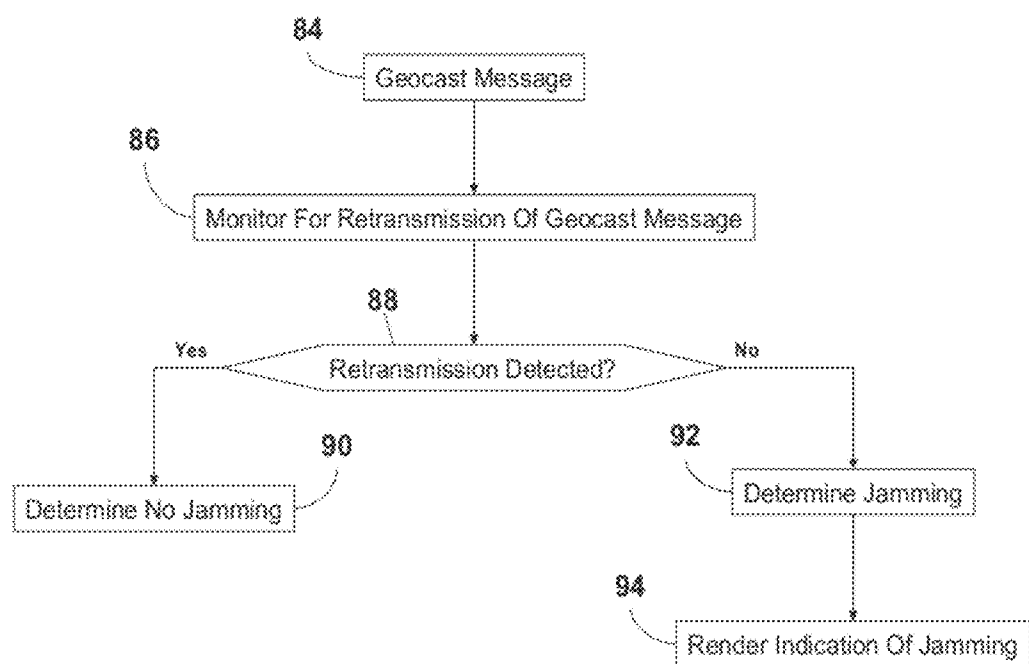 84
Geocast Message
86
Monitor For Retransmission Of Geocast Message
88
Yes
No
Retransmission Detected?
90
92
Determine No Jamming
Determine Jamming
94
Render Indication Of Jamming